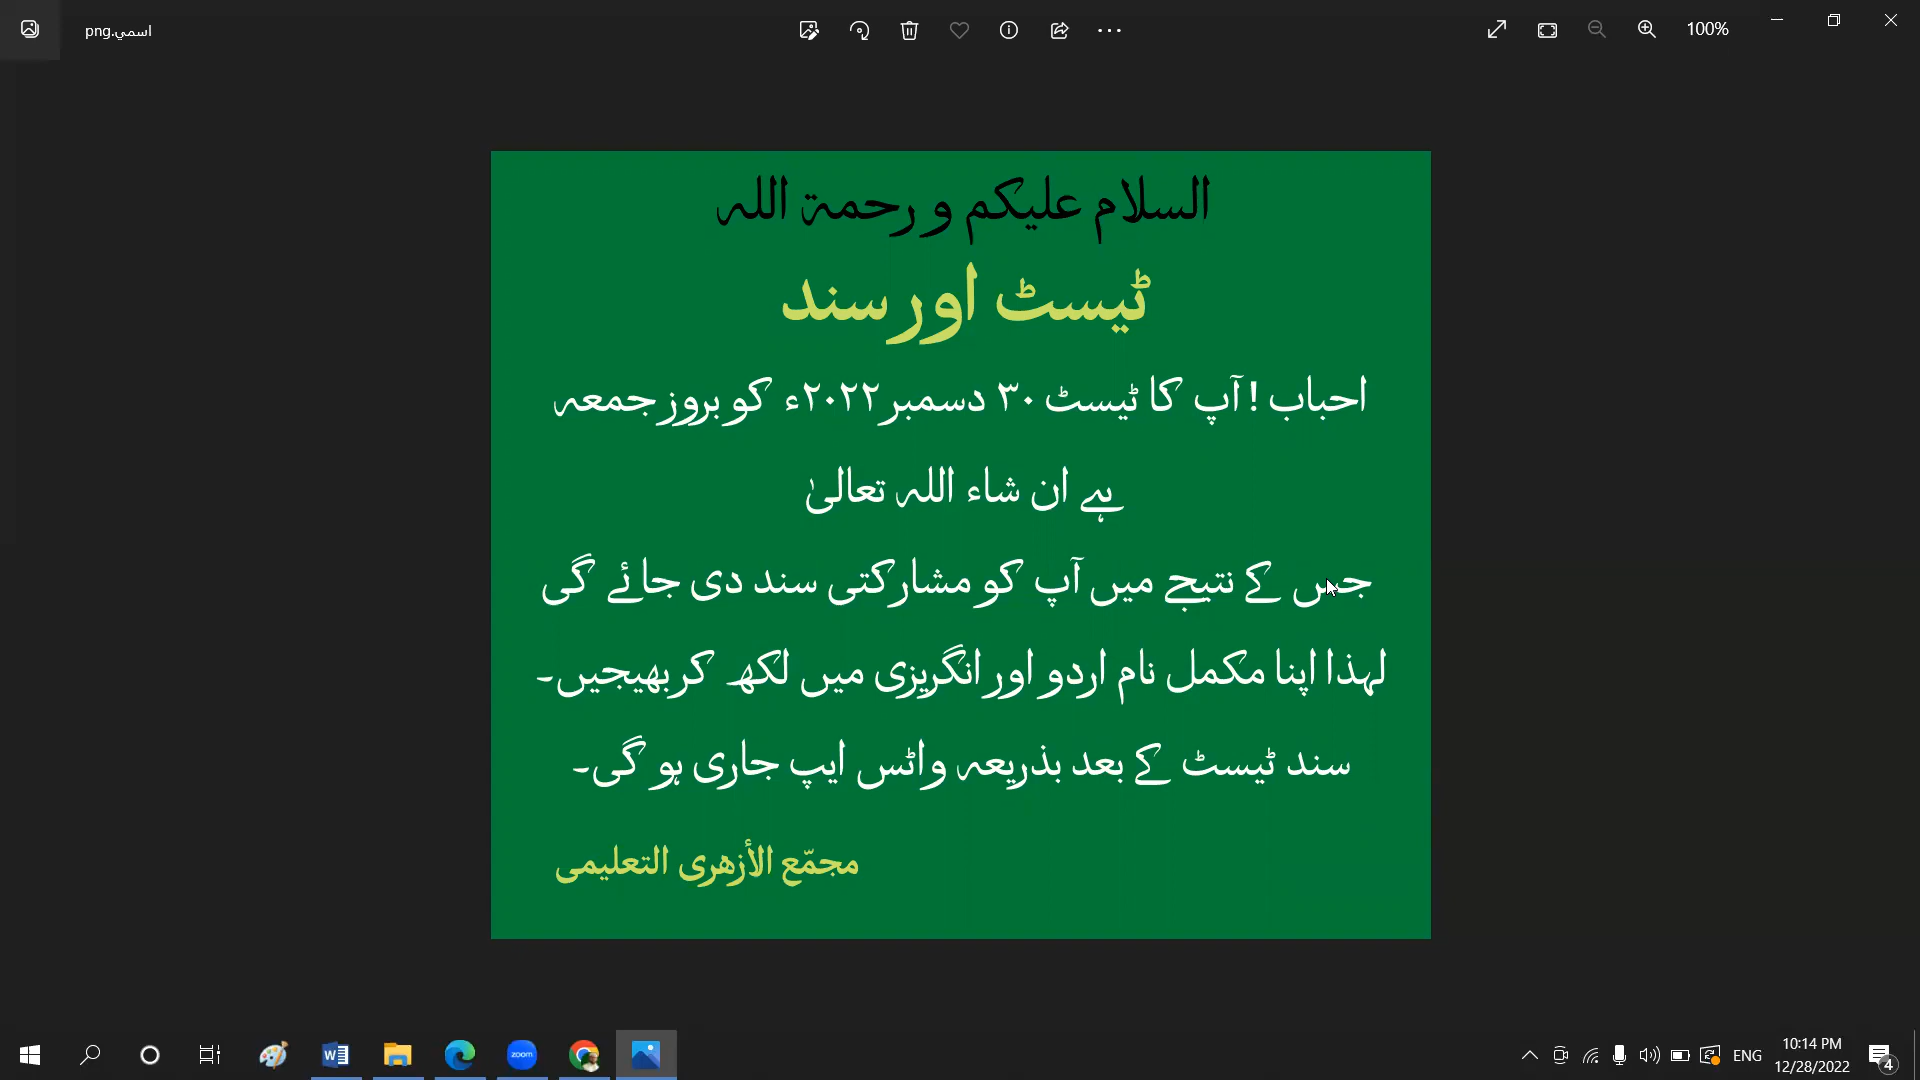 اسمي.png
100%
السلام علیکم و رحمۃ اللہ
ٹیسٹ اور سند
احباب ! آپ کا ٹیسٹ ۳۰ دسمبر ۲۰۲۲ء کو بروز جمعہ
ہے ان شاء اللہ تعالیٰ
جس کے نتیجے میں آپ کو مشارکتی سند دی جائے گی
لہذا اپنا مکمل نام اردو اور انگریزی میں لکھ کر بھیجیں۔
سند ٹیسٹ کے بعد بذریعہ واٹس ایپ جاری ہو گی۔
مجمّع الأزھری التعلیمی
zoom
ENG
10:14 PM
12/28/2022
4